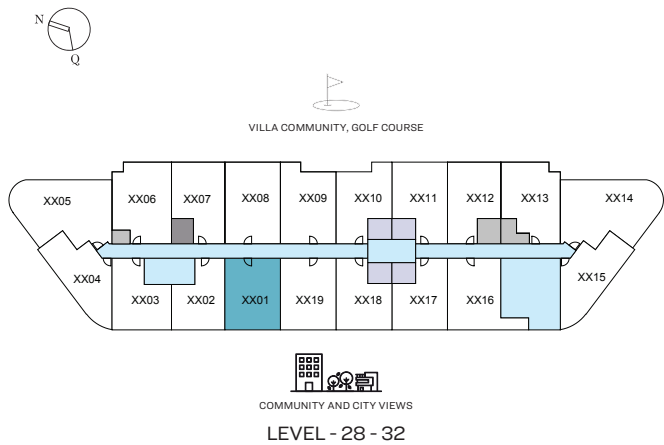 N
Q
VILLA COMMUNITY, GOLF COURSE
XX05 XX06 XX07 XX08 XX09 XX10 XX11 XX12 XX13 XX14
XX04 XX03 XX02 XX01 XX19 XX18 XX17 XX16 XX15
COMMUNITY AND CITY VIEWS
LEVEL - 28 - 32